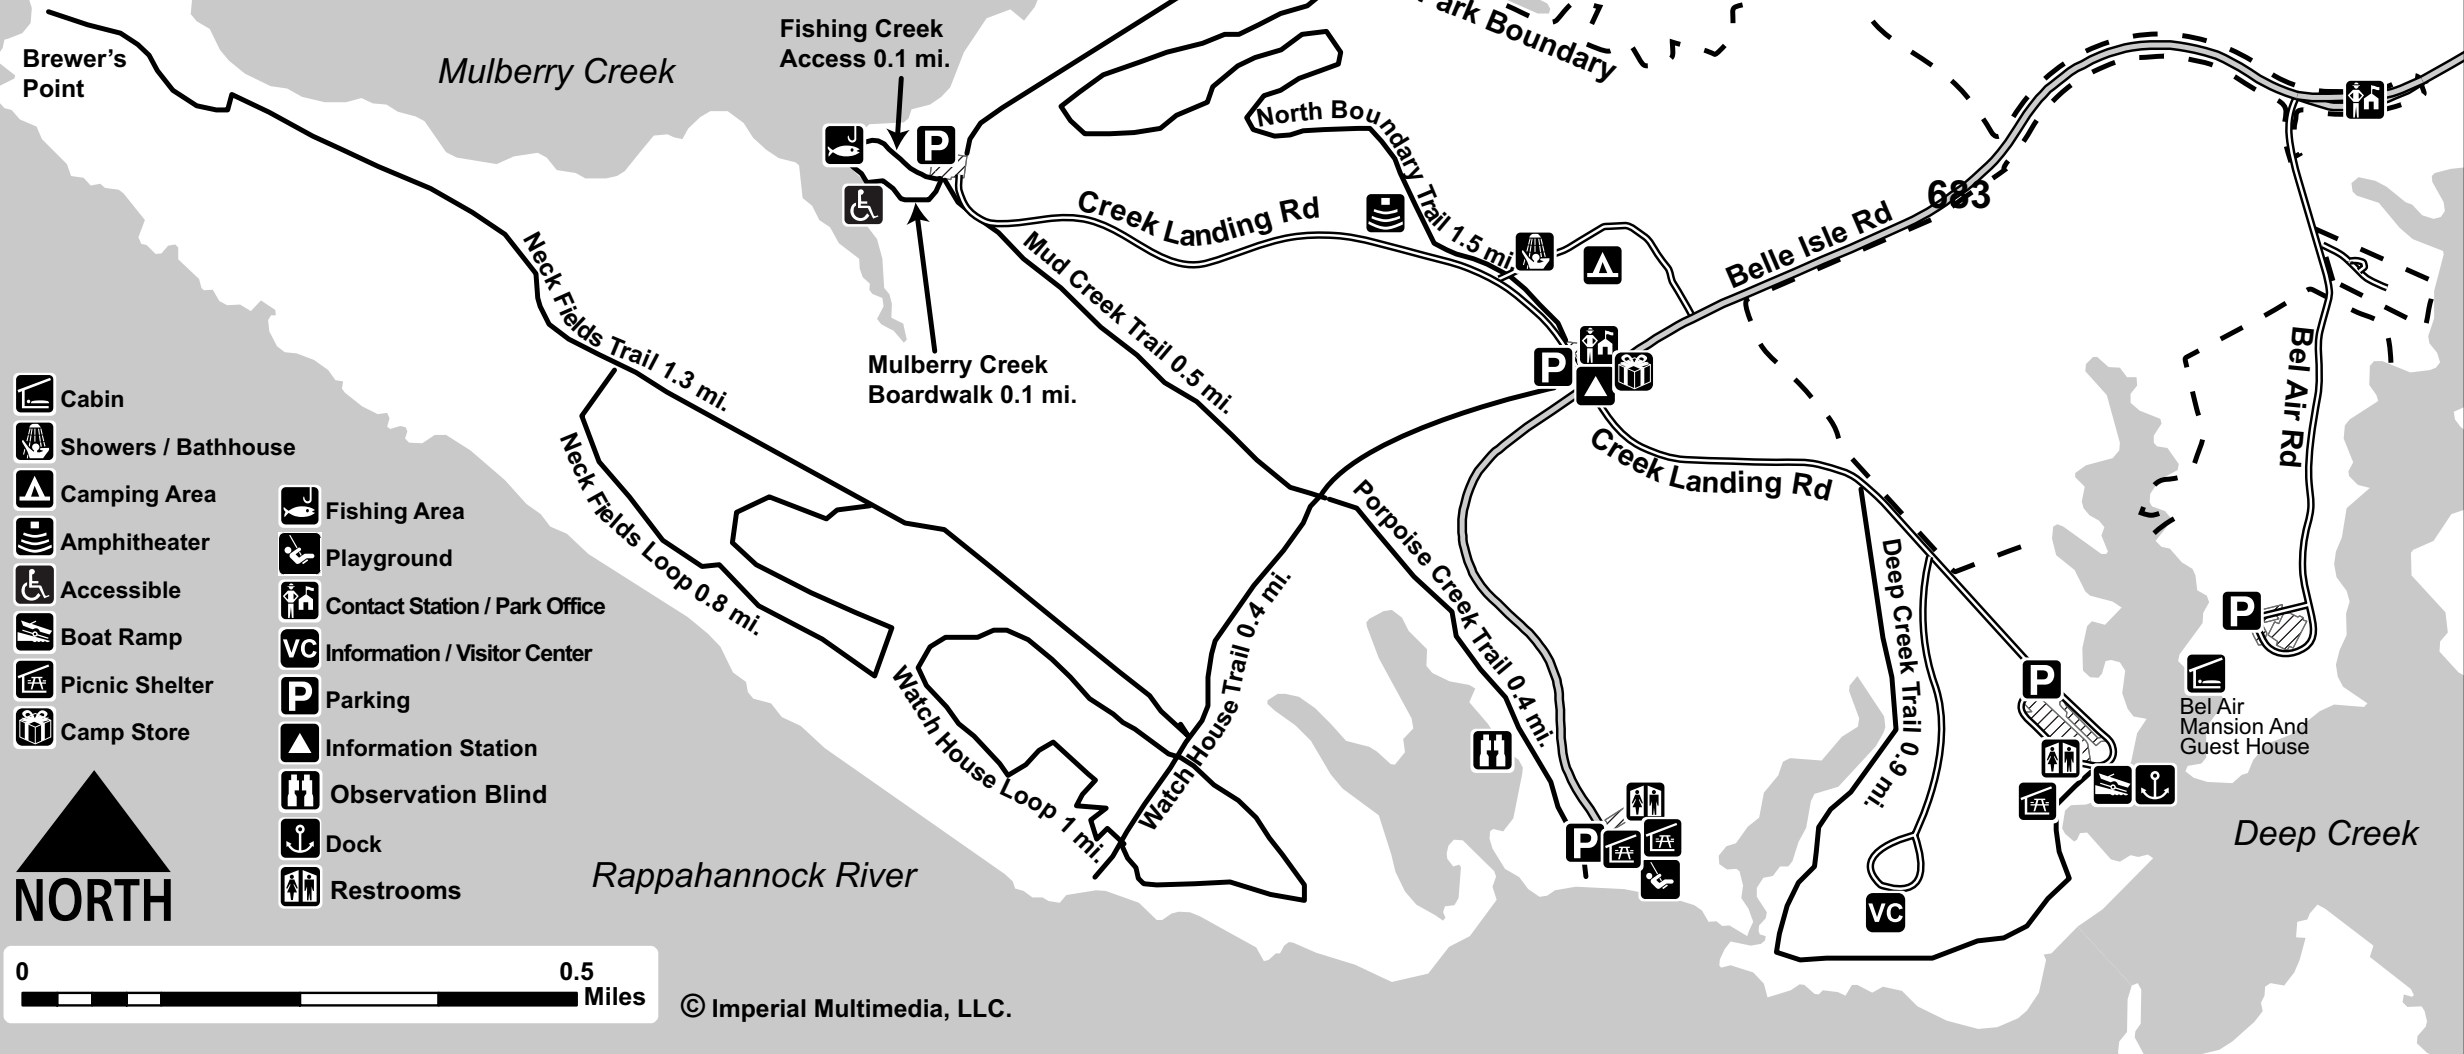 Brewer's
Point
Mulberry Creek
Fishing Creek
Access 0.1 mi.
Park Boundary
P
North Boundary Trail 1.5 mi.
Creek Landing Rd
683
Belle Isle Rd
Neck Fields Trail 1.3 mi.
Mud Creek Trail 0.5 mi.
Mulberry Creek
Boardwalk 0.1 mi.
P
Bel Air Rd
Creek Landing Rd
Neck Fields Loop 0.8 mi.
Porpoise Creek Trail 0.4 mi.
Watch House Trail 0.4 mi.
Deep Creek Trail 0.9 mi.
Watch House Loop 1 mi.
P
P
Bel Air
Mansion And
Guest House
P
VC
Deep Creek
Rappahannock River
Cabin
Showers / Bathhouse
Camping Area
Amphitheater
Accessible
Boat Ramp
Picnic Shelter
Camp Store
Fishing Area
Playground
Contact Station / Park Office
VC Information / Visitor Center
P Parking
Information Station
Observation Blind
Dock
Restrooms
NORTH
0 0.5
Miles
© Imperial Multimedia, LLC.